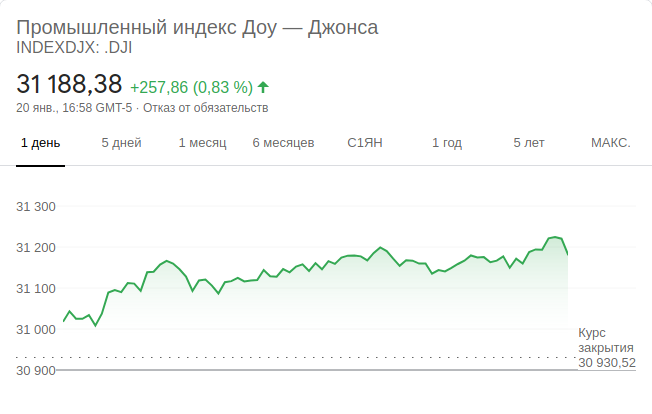 Промышленный индекс Доу — Джонса
INDEXDJX: .DJI
31 188,38 +257,86 (0,83 %)
20 янв., 16:58 GMT-5 · Отказ от обязательств
1 день 5 дней 1 месяц 6 месяцев С1ЯН 1 год 5 лет МАКС.
31 300
31 200
31 100
31 000
Курс
закрытия
30 930,52
30 900